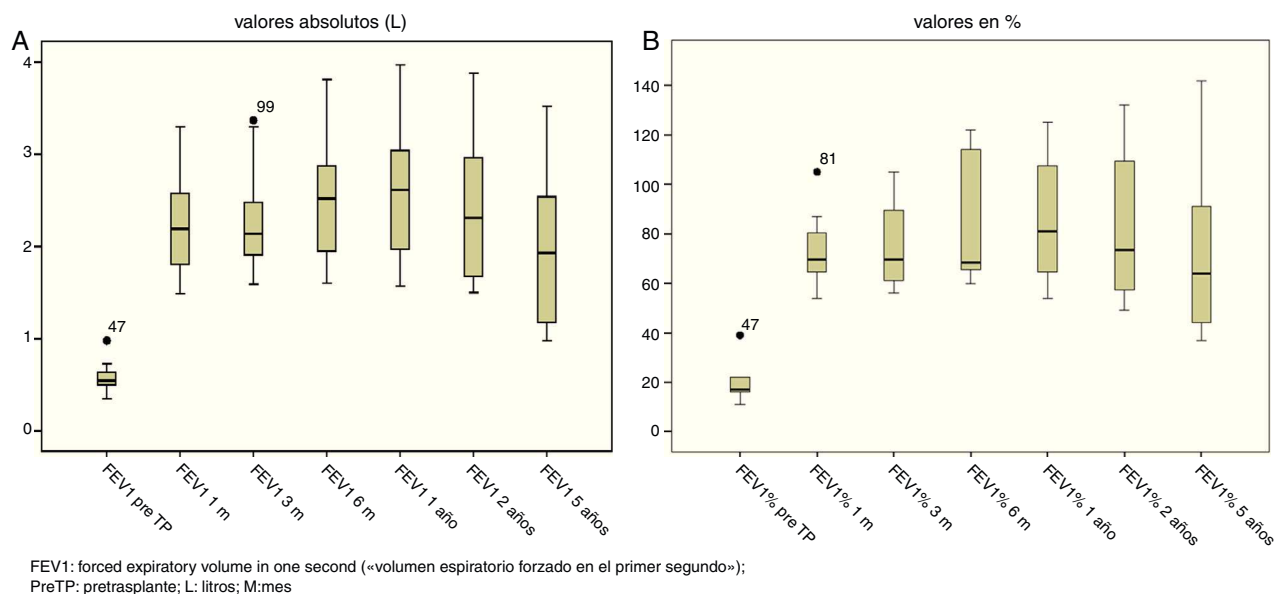 valores absolutos (L)
A
4
3
2
1
0
99
47
FEV1 pre TP
FEV1 1 m
FEV1 3 m
FEV1 6 m
FEV1 1 año
FEV1 2 años
FEV1 5 años
valores en %
B
140
120
100
80
60
40
20
0
81
47
FEV1% pre TP
FEV1% 1 m
FEV1% 3 m
FEV1% 6 m
FEV1% 1 año
FEV1% 2 años
FEV1% 5 años
FEV1: forced expiratory volume in one second («volumen espiratorio forzado en el primer segundo»);
PreTP: pretrasplante; L: litros; M:mes